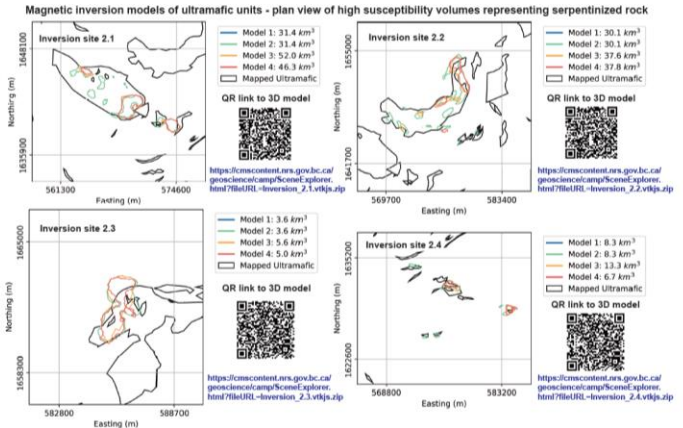 Magnetic inversion models of ultramafic units - plan view of high susceptibility volumes representing serpentinized rock
Inversion site 2.1
1648100
1635900
Northing (m)
561300
574600
Easting (m)
Model 1: 31.4 km³
Model 2: 31.4 km³
Model 3: 52.0 km³
Model 4: 46.3 km³
Mapped Ultramafic
QR link to 3D model
https://cmscontent.nrs.gov.bc.ca/
geoscience/camp/SceneExplorer.
html?fileURL=Inversion_2.1.vtkjs.zip
Inversion site 2.2
1655000
1641700
Northing (m)
569700
583400
Easting (m)
Model 1: 30.1 km³
Model 2: 30.1 km³
Model 3: 37.6 km³
Model 4: 37.8 km³
Mapped Ultramafic
QR link to 3D model
https://cmscontent.nrs.gov.bc.ca/
geoscience/camp/SceneExplorer.
html?fileURL=Inversion_2.2.vtkjs.zip
Inversion site 2.3
1665000
1658300
Northing (m)
582800
588700
Easting (m)
Model 1: 3.6 km³
Model 2: 3.6 km³
Model 3: 5.6 km³
Model 4: 5.0 km³
Mapped Ultramafic
QR link to 3D model
https://cmscontent.nrs.gov.bc.ca/
geoscience/camp/SceneExplorer.
html?fileURL=Inversion_2.3.vtkjs.zip
Inversion site 2.4
1635200
1622600
Northing (m)
568800
583200
Easting (m)
Model 1: 8.3 km³
Model 2: 8.3 km³
Model 3: 13.3 km³
Model 4: 6.7 km³
Mapped Ultramafic
QR link to 3D model
https://cmscontent.nrs.gov.bc.ca/
geoscience/camp/SceneExplorer.
html?fileURL=Inversion_2.4.vtkjs.zip